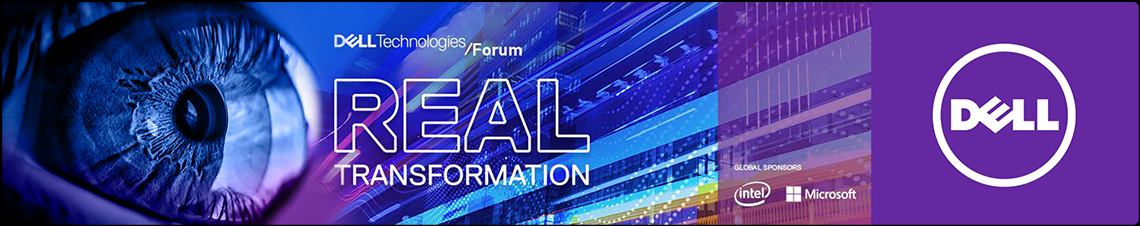 DELLTechnologies/Forum
REAL
TRANSFORMATION
GLOBAL SPONSORS
intel Microsoft
DELL